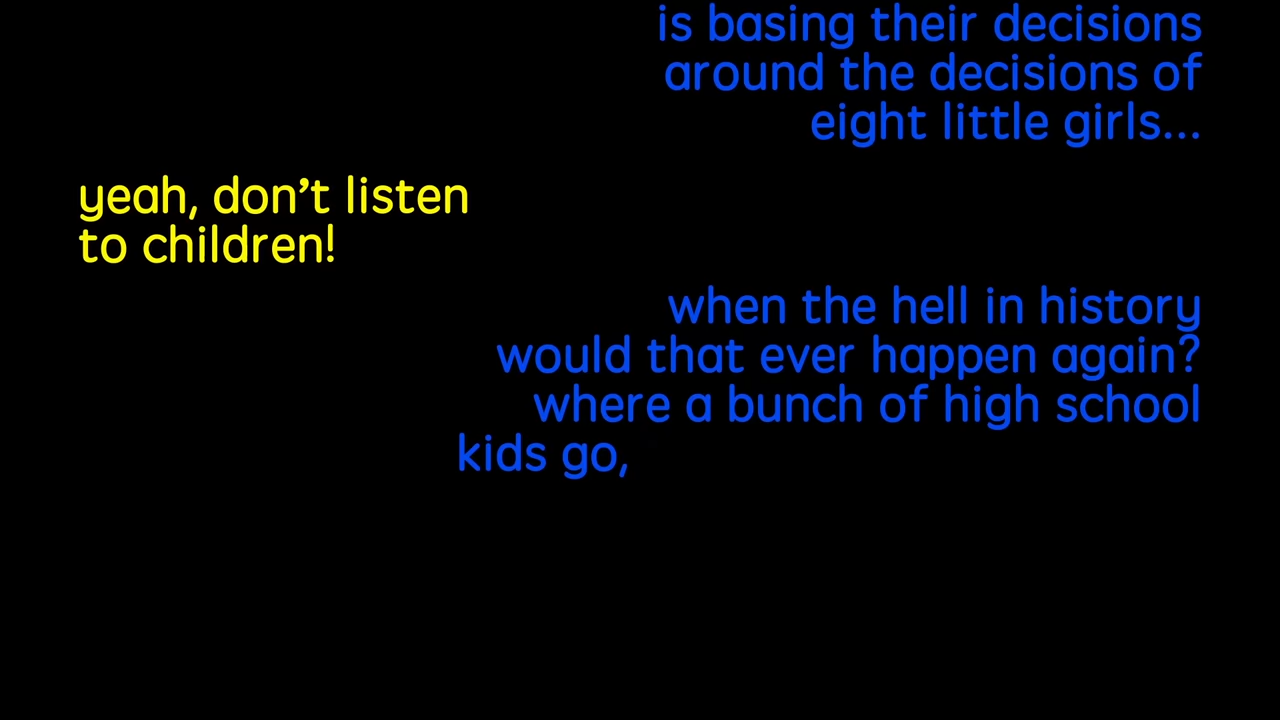 is basing their decisions
around the decisions of
eight little girls...
yeah, don’t listen
to children!
when the hell in history
would that ever happen again?
where a bunch of high school
kids go,